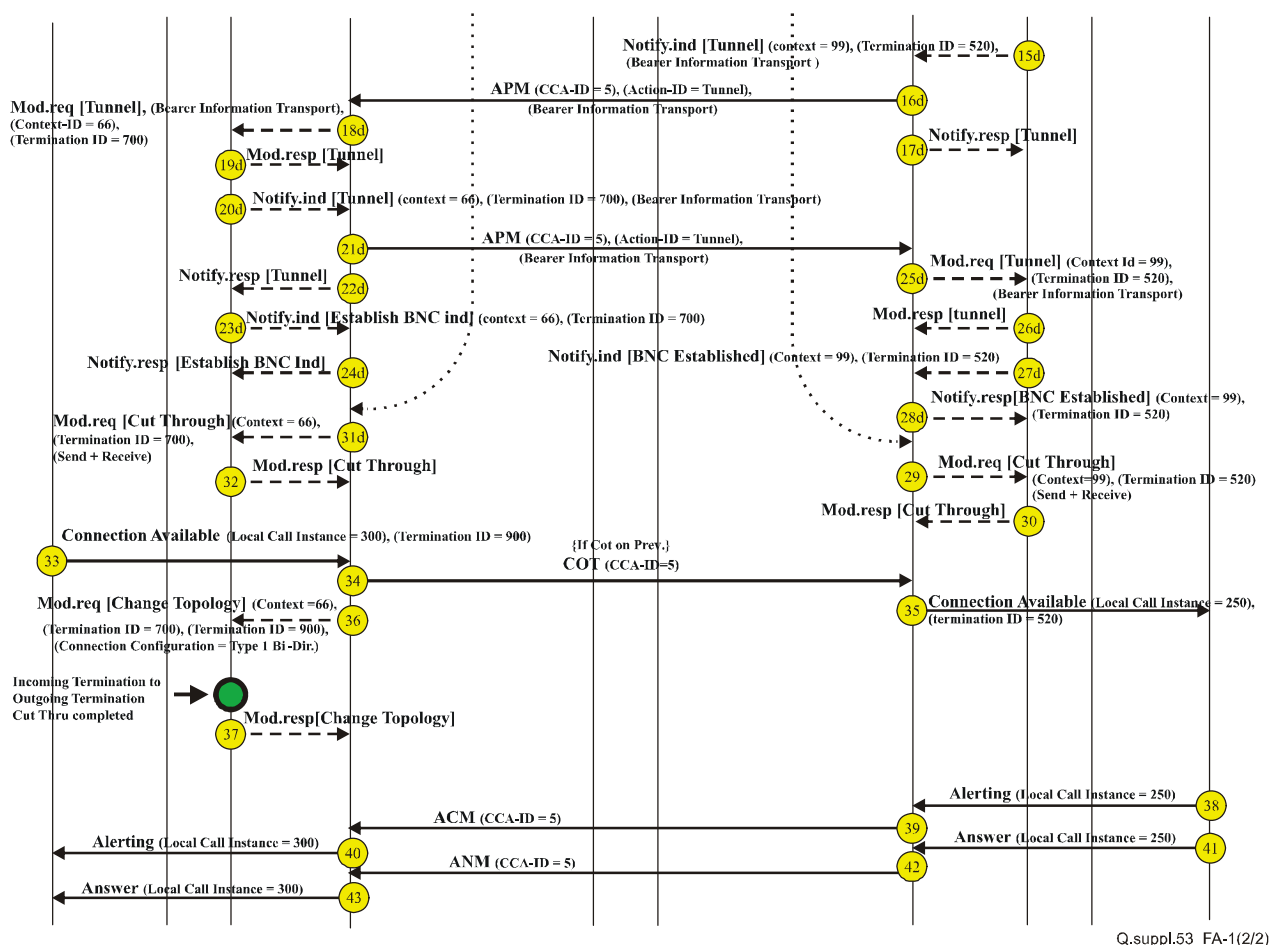 Notify.ind [Tunnel] (context = 99), (Termination ID = 520),
(Bearer Information Transport )
15d
APM (CCA-ID = 5), (Action-ID = Tunnel),
(Bearer Information Transport)
16d
Mod.req [Tunnel], (Bearer Information Transport),
(Context-ID = 66),
(Termination ID = 700)
18d
Notify.resp [Tunnel]
17d
19d
Mod.resp [Tunnel]
20d
Notify.ind [Tunnel] (context = 66), (Termination ID = 700), (Bearer Information Transport)
21d
APM (CCA-ID = 5), (Action-ID = Tunnel),
(Bearer Information Transport)
25d
Mod.req [Tunnel] (Context Id = 99),
(Termination ID = 520),
(Bearer Information Transport)
Notify.resp [Tunnel]
22d
23d
Notify.ind [Establish BNC ind] (context = 66), (Termination ID = 700)
Mod.resp [tunnel]
26d
Notify.resp [Establish BNC Ind]
24d
Notify.ind [BNC Established] (Context = 99), (Termination ID = 520)
27d
28d
Notify.resp[BNC Established] (Context = 99),
(Termination ID = 520)
Mod.req [Cut Through](Context = 66),
(Termination ID = 700),
(Send + Receive)
31d
32
Mod.resp [Cut Through]
29
Mod.req [Cut Through]
(Context=99), (Termination ID = 520)
(Send + Receive)
Mod.resp [Cut Through]
30
33
Connection Available (Local Call Instance = 300), (Termination ID = 900)
{If Cot on Prev.}
COT (CCA-ID=5)
34
Mod.req [Change Topology] (Context =66),
(Termination ID = 700), (Termination ID = 900),
(Connection Configuration = Type 1 Bi-Dir.)
36
35
Connection Available (Local Call Instance = 250),
(termination ID = 520)
Incoming Termination to
Outgoing Termination
Cut Thru completed
37
Mod.resp[Change Topology]
Alerting (Local Call Instance = 250)
38
ACM (CCA-ID = 5)
39
Alerting (Local Call Instance = 300)
40
Answer (Local Call Instance = 250)
41
ANM (CCA-ID = 5)
42
Answer (Local Call Instance = 300)
43
Q.suppl.53_FA-1(2/2)